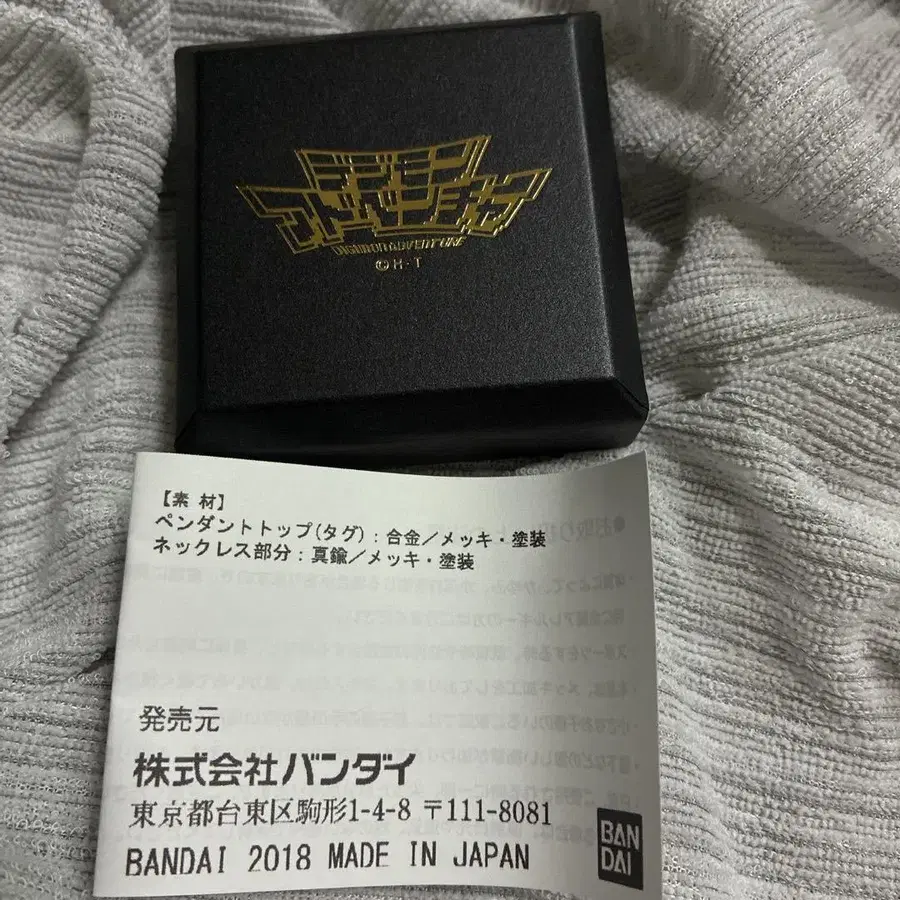 デジモン
アドベンチャー
DIGIMON ADVENTURE
©H·T
【素 材】
ペンダントトップ(タグ):合金/メッキ・塗装
ネックレス部分:真鍮/メッキ・塗装
発売元
株式会社バンダイ
東京都台東区駒形1-4-8 〒111-8081
BANDAI 2018 MADE IN JAPAN
BAN
DAI